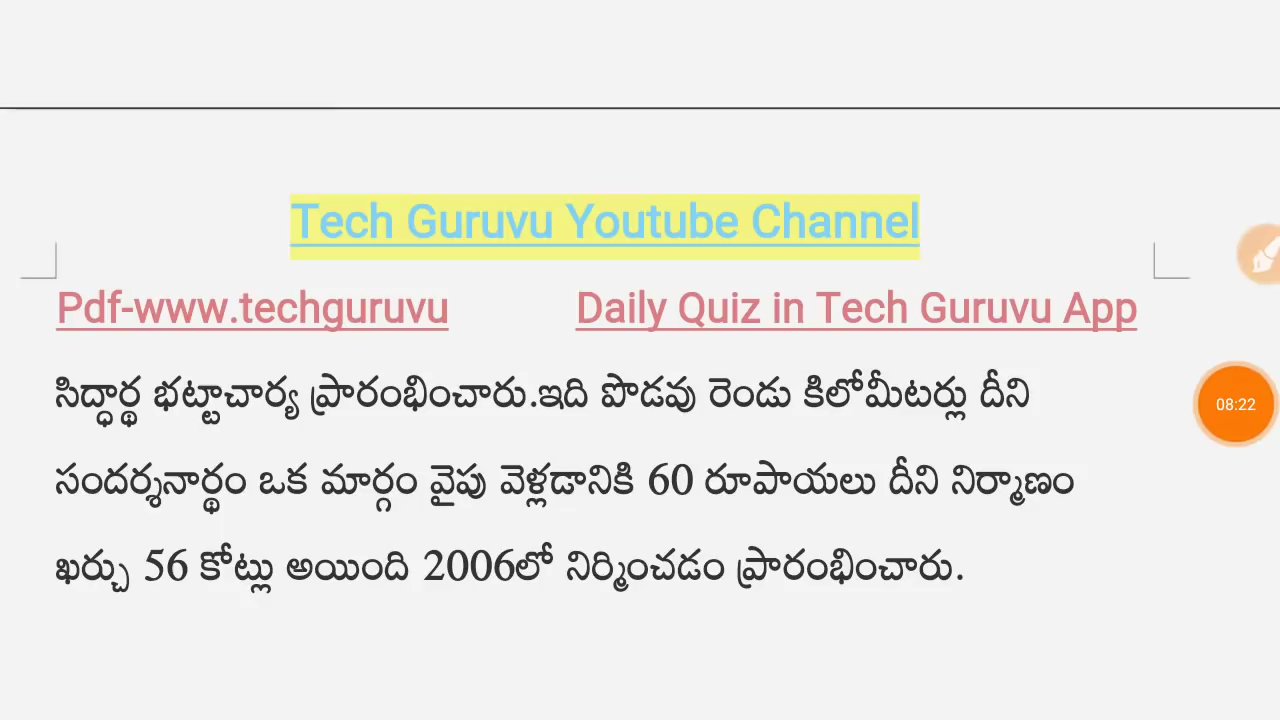 Tech Guruvu Youtube Channel
Pdf-www.techguruvu Daily Quiz in Tech Guruvu App
సిద్ధార్థ భట్టాచార్య ప్రారంభించారు.ఇది పొడవు రెండు కిలోమీటర్లు దీని
08:22
సందర్శనార్థం ఒక మార్గం వైపు వెళ్లడానికి 60 రూపాయలు దీని నిర్మాణం
ఖర్చు 56 కోట్లు అయింది 2006లో నిర్మించడం ప్రారంభించారు.